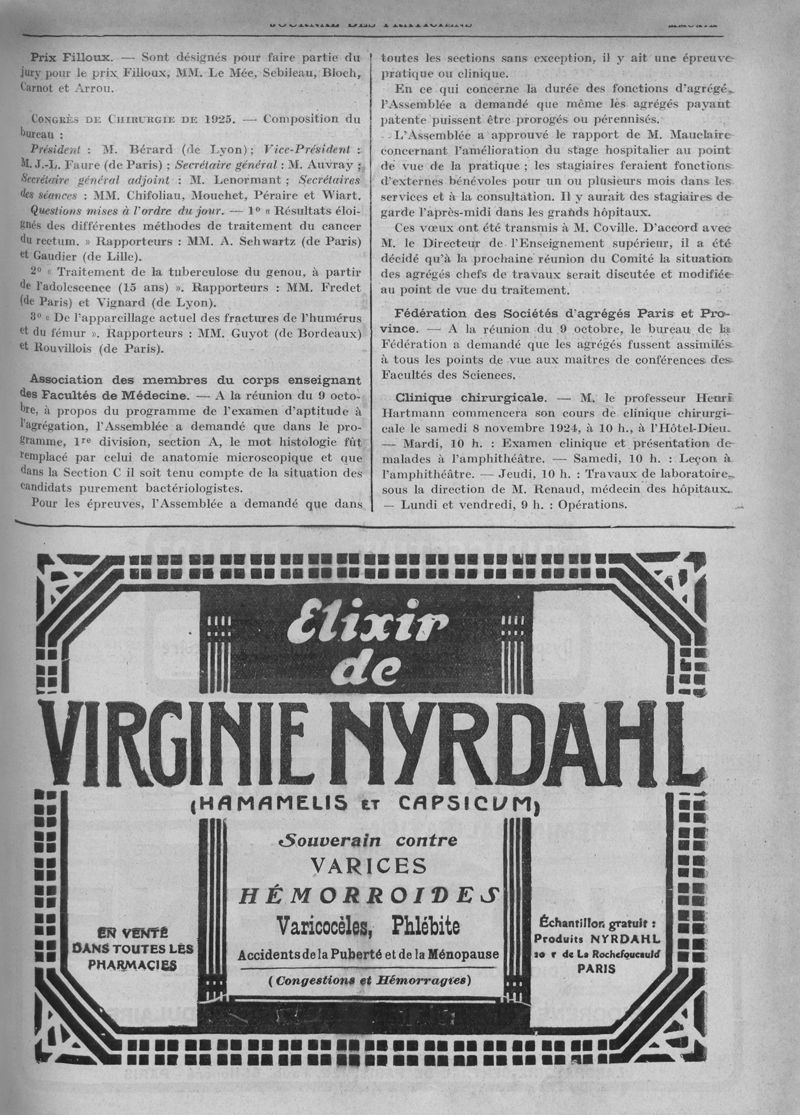 Prix Filloux. — Sont désignés pour faire partie du
jury pour le prix Filloux, MM. Le Mée, Sebileau, Bloch,
Carnot et Arrou.
CONGRÈS DE CHIRURGIE DE 1925. — Composition du
bureau :
Président : M. Bérard (de Lyon) ; Vice-Président :
M. J.-L. Faure (de Paris) ; Secrétaire général : M. Auvray ;
Secrétaire général adjoint : M. Lenormant ; Secrétaires
des séances : MM. Chifoliau, Mouchet, Péraire et Wiart.
Questions mises à l'ordre du jour. — 1º « Résultats éloi-
gnés des différentes méthodes de traitement du cancer
du rectum. » Rapporteurs : MM. A. Schwartz (de Paris)
et Gaudier (de Lille).
2º « Traitement de la tuberculose du genou, à partir
de l'adolescence (15 ans) ». Rapporteurs : MM. Fredet
(de Paris) et Vignard (de Lyon).
3º « De l'appareillage actuel des fractures de l'humérus
et du fémur ». Rapporteurs : MM. Guyot (de Bordeaux)
et Rouvillois (de Paris).
Association des membres du corps enseignant
des Facultés de Médecine. — A la réunion du 9 octo-
bre, à propos du programme de l'examen d'aptitude à
l'agrégation, l'Assemblée a demandé que dans le pro-
gramme, 1re division, section A, le mot histologie fût
remplacé par celui de anatomie microscopique et que
dans la Section C il soit tenu compte de la situation des
candidats purement bactériologistes.
Pour les épreuves, l'Assemblée a demandé que dans
toutes les sections sans exception, il y ait une épreuve
pratique ou clinique.
En ce qui concerne la durée des fonctions d'agrégé,
l'Assemblée a demandé que même les agrégés payant
patente puissent être prorogés ou pérennisés.
L'Assemblée a approuvé le rapport de M. Mauclaire
concernant l'amélioration du stage hospitalier au point
de vue de la pratique ; les stagiaires feraient fonctions
d'externes bénévoles pour un ou plusieurs mois dans les
services et à la consultation. Il y aurait des stagiaires de
garde l'après-midi dans les grands hôpitaux.
Ces vœux ont été transmis à M. Coville. D'accord avec
M. le Directeur de l'Enseignement supérieur, il a été
décidé qu'à la prochaine réunion du Comité la situation
des agrégés chefs de travaux serait discutée et modifiée
au point de vue du traitement.
Fédération des Sociétés d'agrégés Paris et Pro-
vince. — A la réunion du 9 octobre, le bureau de la
Fédération a demandé que les agrégés fussent assimilés
à tous les points de vue aux maitres de conférences des
Facultés des Sciences.
Clinique chirurgicale. — M. le professeur Henri
Hartmann commencera son cours de clinique chirurgi-
cale le samedi 8 novembre 1924, à 10 h., à l'Hôtel-Dieu.
— Mardi, 10 h. : Examen clinique et présentation de
malades à l'amphithéâtre. — Samedi, 10 h. : Leçon à
l'amphithéâtre. — Jeudi, 10 h. : Travaux de laboratoire,
sous la direction de M. Renaud, médecin des hôpitaux.
— Lundi et vendredi, 9 h. : Opérations.
Elixir
de
VIRGINIE NYRDAHL
(HAMAMELIS ET CAPSICUM)
Souverain contre
VARICES
HÉMORROIDES
Varicocèles, Phlébite
Accidents de la Puberté et de la Ménopause
(Congestions et Hémorragies)
EN VENTE
DANS TOUTES LES
PHARMACIES
Échantillon gratuit :
Produits NYRDAHL
20 r de La Rochefoucauld
PARIS